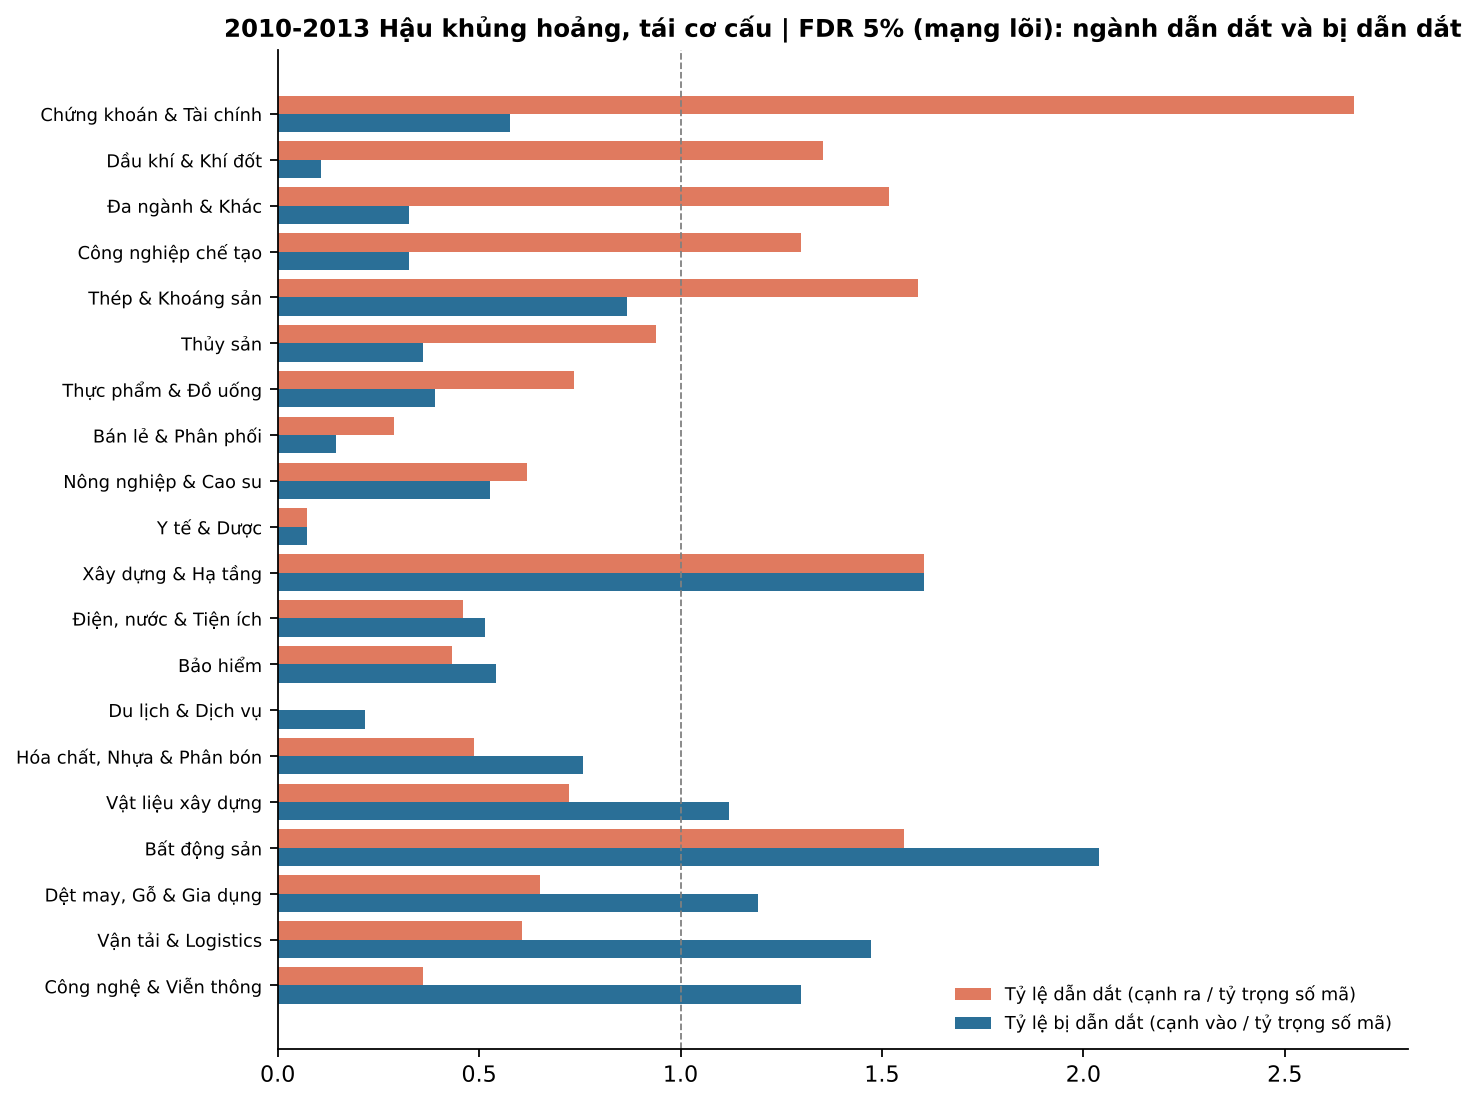 2010-2013 Hậu khủng hoảng, tái cơ cấu | FDR 5% (mạng lõi): ngành dẫn dắt và bị dẫn dắt
Chứng khoán & Tài chính
Dầu khí & Khí đốt
Đa ngành & Khác
Công nghiệp chế tạo
Thép & Khoáng sản
Thủy sản
Thực phẩm & Đồ uống
Bán lẻ & Phân phối
Nông nghiệp & Cao su
Y tế & Dược
Xây dựng & Hạ tầng
Điện, nước & Tiện ích
Bảo hiểm
Du lịch & Dịch vụ
Hóa chất, Nhựa & Phân bón
Vật liệu xây dựng
Bất động sản
Dệt may, Gỗ & Gia dụng
Vận tải & Logistics
Công nghệ & Viễn thông
Tỷ lệ dẫn dắt (cạnh ra / tỷ trọng số mã)
Tỷ lệ bị dẫn dắt (cạnh vào / tỷ trọng số mã)
0.0 0.5 1.0 1.5 2.0 2.5